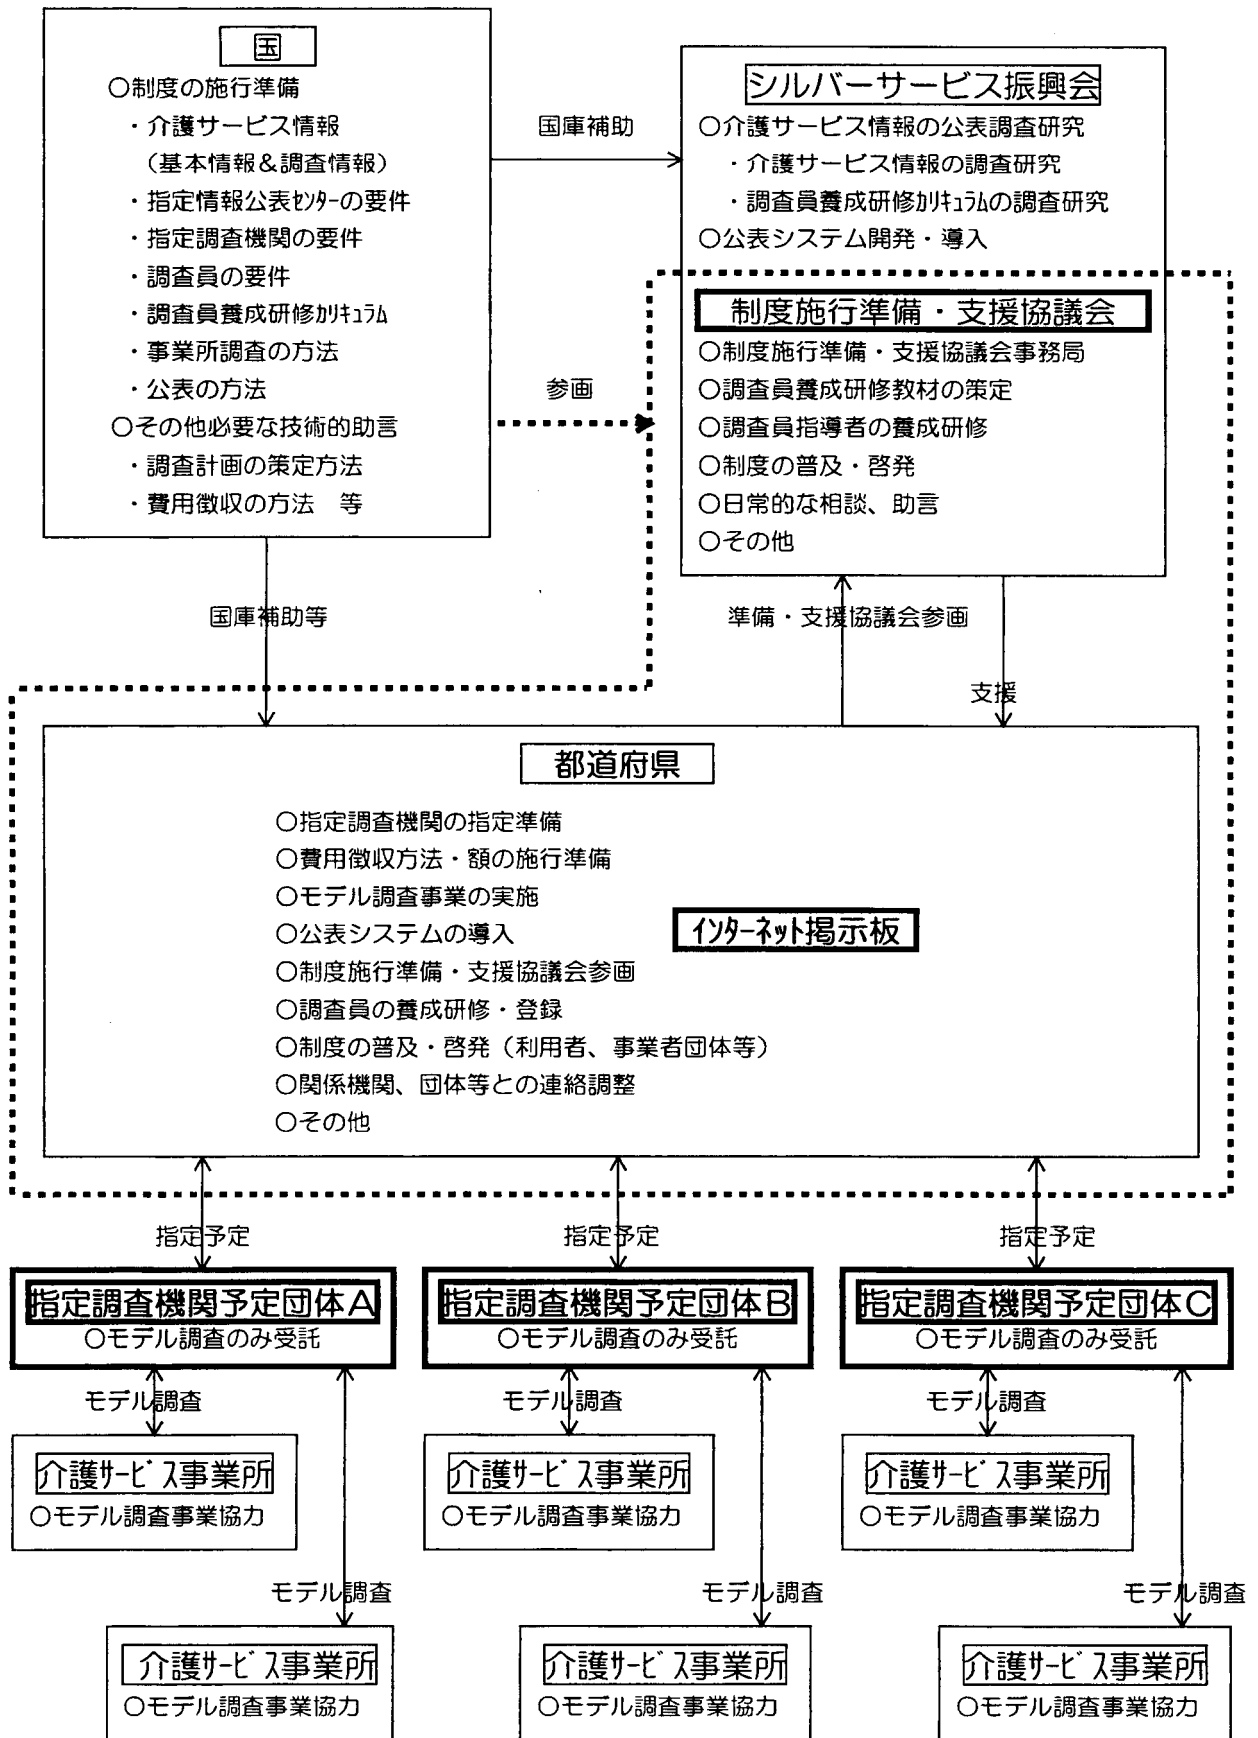 国
○制度の施行準備
・介護サービス情報
（基本情報＆調査情報）
・指定情報公表ｾﾝﾀｰの要件
・指定調査機関の要件
・調査員の要件
・調査員養成研修ｶﾘｷｭﾗﾑ
・事業所調査の方法
・公表の方法
○その他必要な技術的助言
・調査計画の策定方法
・費用徴収の方法　等
国庫補助
参画
シルバーサービス振興会
○介護サービス情報の公表調査研究
・介護サービス情報の調査研究
・調査員養成研修ｶﾘｷｭﾗﾑの調査研究
○公表システム開発・導入
制度施行準備・支援協議会
○制度施行準備・支援協議会事務局
○調査員養成研修教材の策定
○調査員指導者の養成研修
○制度の普及・啓発
○日常的な相談、助言
○その他
国庫補助等
準備・支援協議会参画
支援
都道府県
○指定調査機関の指定準備
○費用徴収方法・額の施行準備
○モデル調査事業の実施
○公表システムの導入
○制度施行準備・支援協議会参画
○調査員の養成研修・登録
○制度の普及・啓発（利用者、事業者団体等）
○関係機関、団体等との連絡調整
○その他
ｲﾝﾀｰﾈｯﾄ掲示板
指定予定
指定予定
指定予定
指定調査機関予定団体A
○モデル調査のみ受託
指定調査機関予定団体B
○モデル調査のみ受託
指定調査機関予定団体C
○モデル調査のみ受託
モデル調査
モデル調査
モデル調査
介護ｻｰﾋﾞｽ事業所
○モデル調査事業協力
介護ｻｰﾋﾞｽ事業所
○モデル調査事業協力
介護ｻｰﾋﾞｽ事業所
○モデル調査事業協力
モデル調査
モデル調査
モデル調査
介護ｻｰﾋﾞｽ事業所
○モデル調査事業協力
介護ｻｰﾋﾞｽ事業所
○モデル調査事業協力
介護ｻｰﾋﾞｽ事業所
○モデル調査事業協力